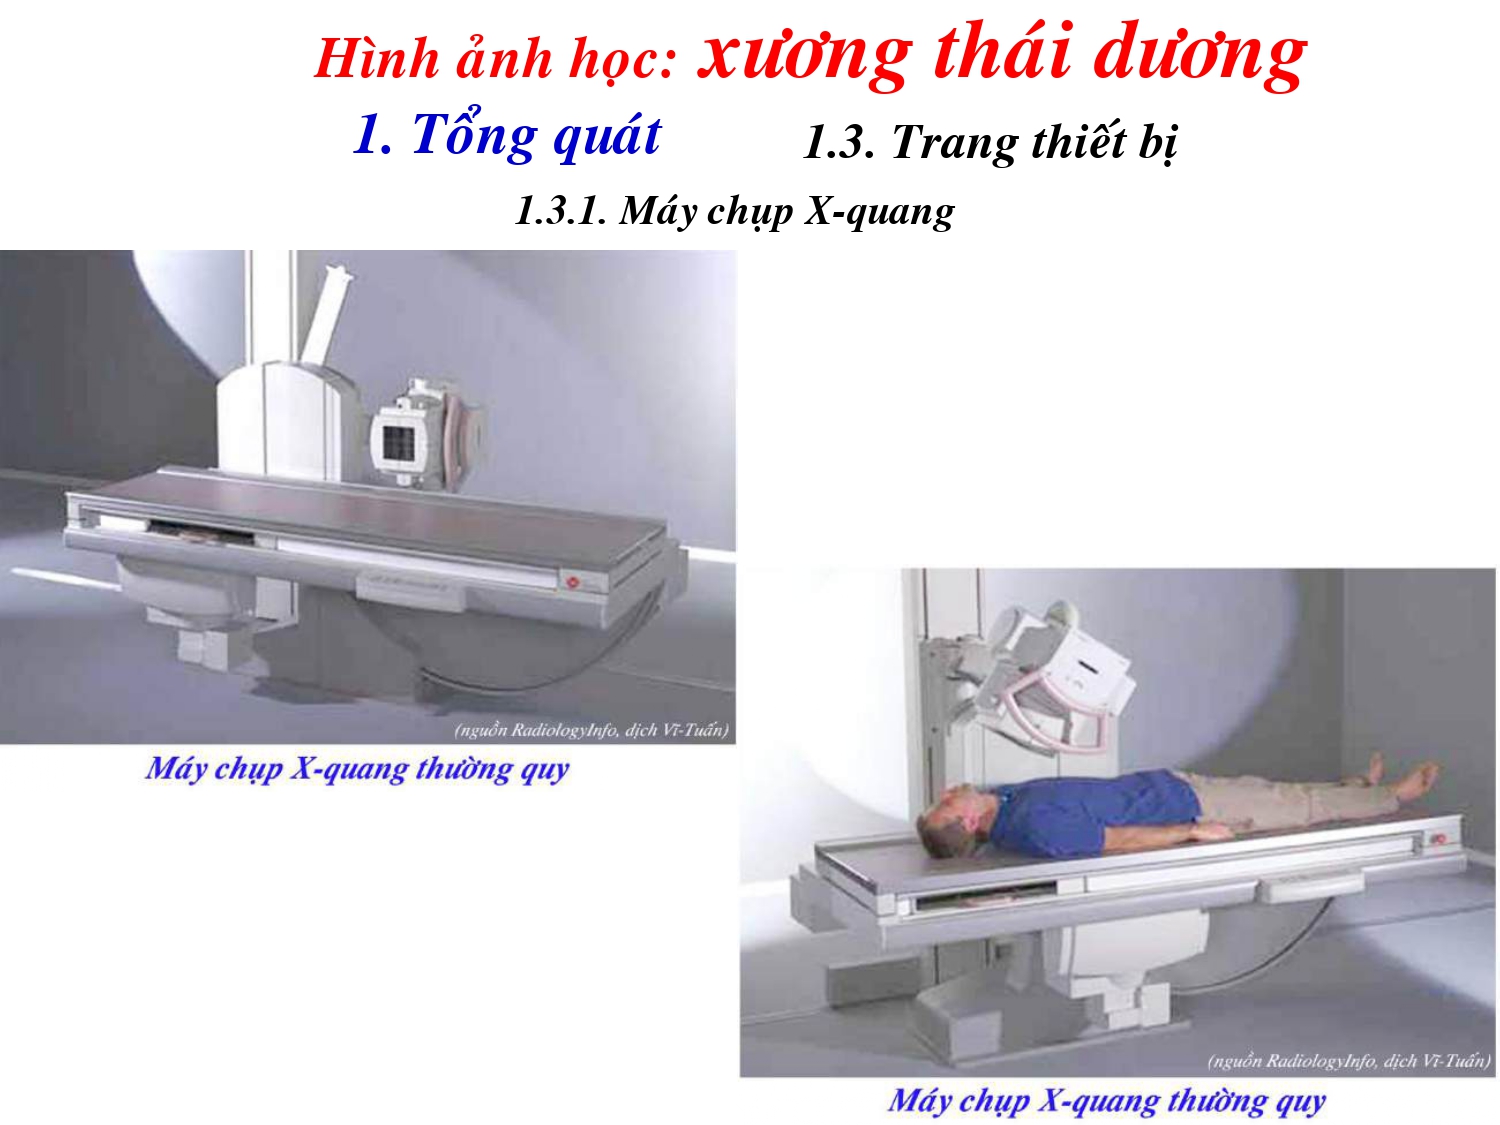 Hình ảnh học: xương thái dương
1. Tổng quát 1.3. Trang thiết bị
1.3.1. Máy chụp X-quang
(nguồn RadiologyInfo, dịch Vĩ-Tuấn)
Máy chụp X-quang thường quy
(nguồn RadiologyInfo, dịch Vĩ-Tuấn)
Máy chụp X-quang thường quy